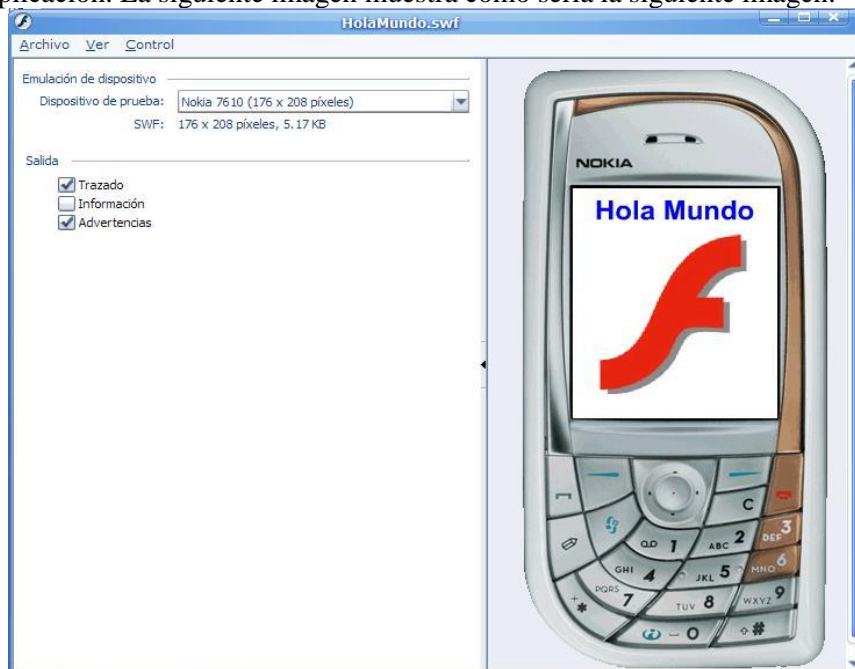 plicación. La siguiente imagen muestra cómo sería la siguiente imagen.
HolaMundo.swf
Archivo Ver Control
Emulación de dispositivo
Dispositivo de prueba: Nokia 7610 (176 x 208 píxeles)
SWF: 176 x 208 píxeles, 5.17 KB
Salida
Trazado
Información
Advertencias
NOKIA
Hola Mundo
C
1 ABC 2 DEF 3
GHI 4 JKL 5 MNO 6
* + PQRS 7 TUV 8 WXYZ 9
- 0 #